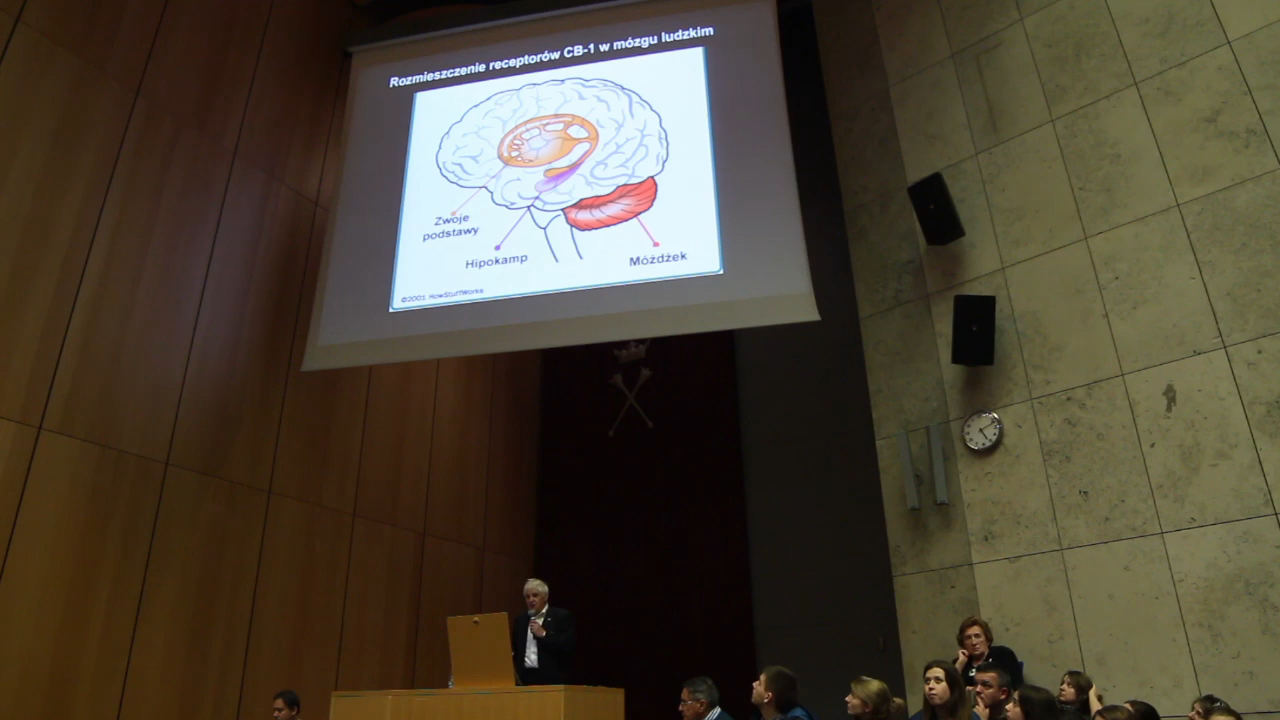 Rozmieszczenie receptorów CB-1 w mózgu ludzkim
Zwoje
podstawy
Hipokamp
Móżdżek
©2001 HowStuffWorks